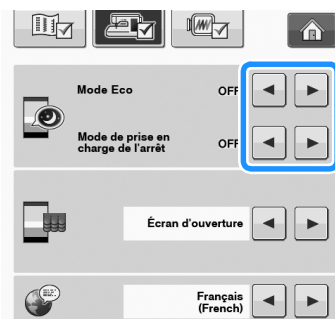 Mode Eco OFF
Mode de prise en
charge de l'arrêt OFF
Écran d'ouverture
Français
(French)